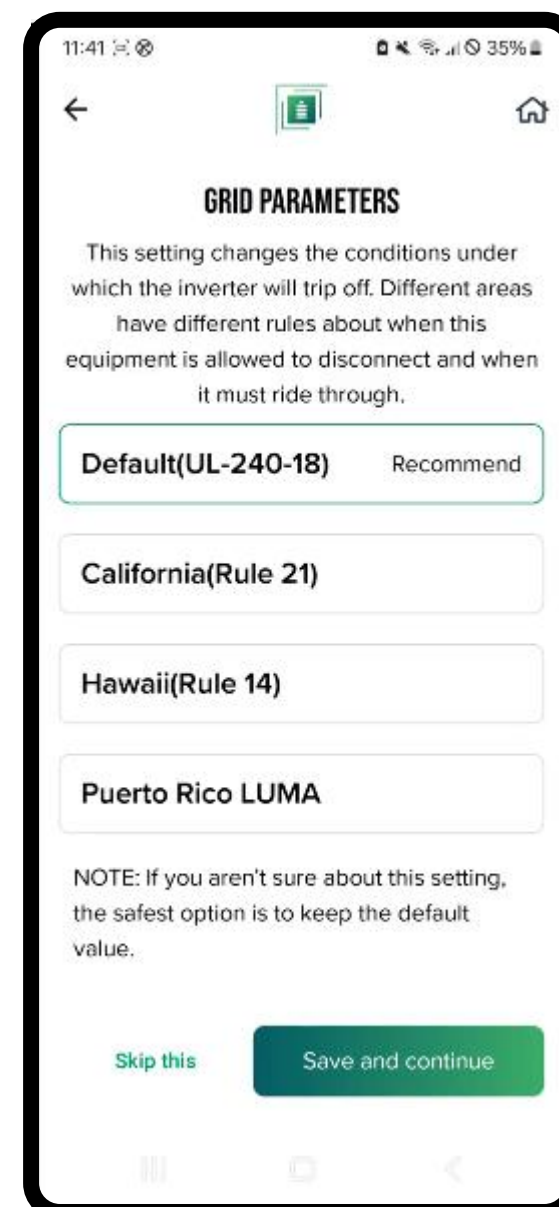 11:41
35%
GRID PARAMETERS
This setting changes the conditions under
which the inverter will trip off. Different areas
have different rules about when this
equipment is allowed to disconnect and when
it must ride through.
Default(UL-240-18) Recommend
California(Rule 21)
Hawaii(Rule 14)
Puerto Rico LUMA
NOTE: If you aren't sure about this setting,
the safest option is to keep the default
value.
Skip this Save and continue